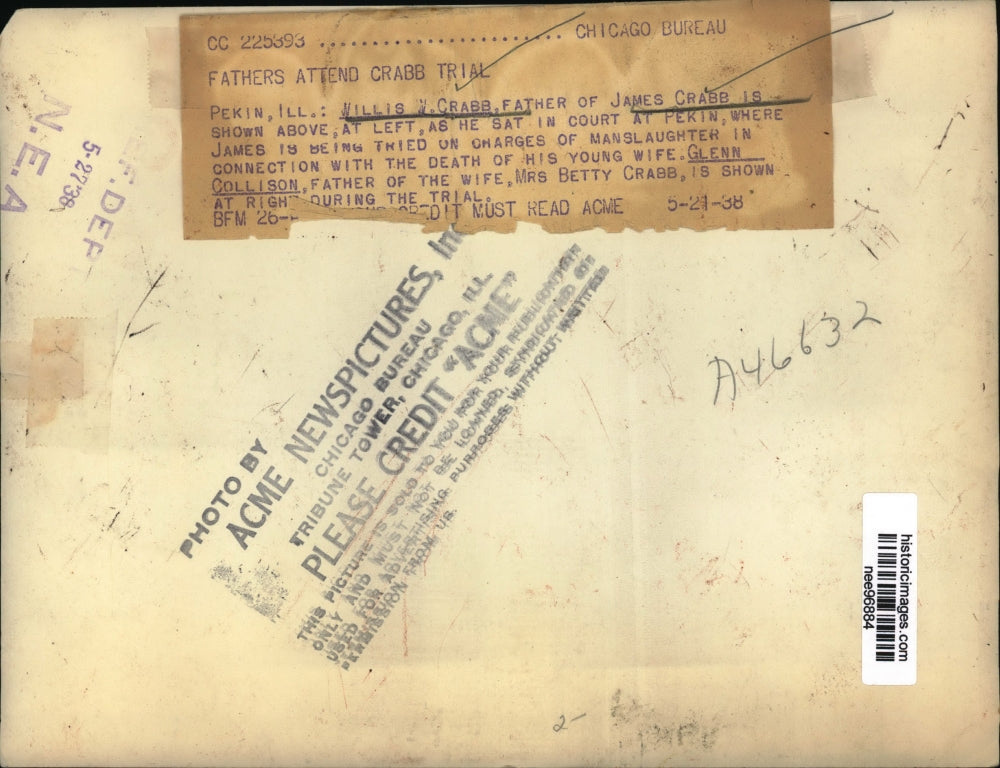 CC 225393 ........................ CHICAGO BUREAU
FATHERS ATTEND CRABB TRIAL
PEKIN, ILL.: WILLIS W.CRABB,FATHER OF JAMES CRABB IS
SHOWN ABOVE,AT LEFT,AS HE SAT IN COURT AT PEKIN,WHERE
JAMES IS BEING TRIED ON CHARGES OF MANSLAUGHTER IN
CONNECTION WITH THE DEATH OF HIS YOUNG WIFE.GLENN
COLLISON,FATHER OF THE WIFE,MRS BETTY CRABB,IS SHOWN
AT RIGHT DURING THE TRIAL.
BFM 26- CREDIT MUST READ ACME 5-21-38
N.E.A
5-27'38
REF. DEPT
PHOTO BY
ACME NEWSPICTURES, Inc
CHICAGO BUREAU
TRIBUNE TOWER, CHICAGO, ILL.
PLEASE CREDIT "ACME"
THIS PICTURE IS SOLD TO YOU FOR YOUR PUBLICATION
ONLY AND MUST NOT BE LOANED, SYNDICATED OR
USED FOR ADVERTISING PURPOSES WITHOUT WRITTEN
PERMISSION FROM US
A46632
historicimages.com
nee96884
2-